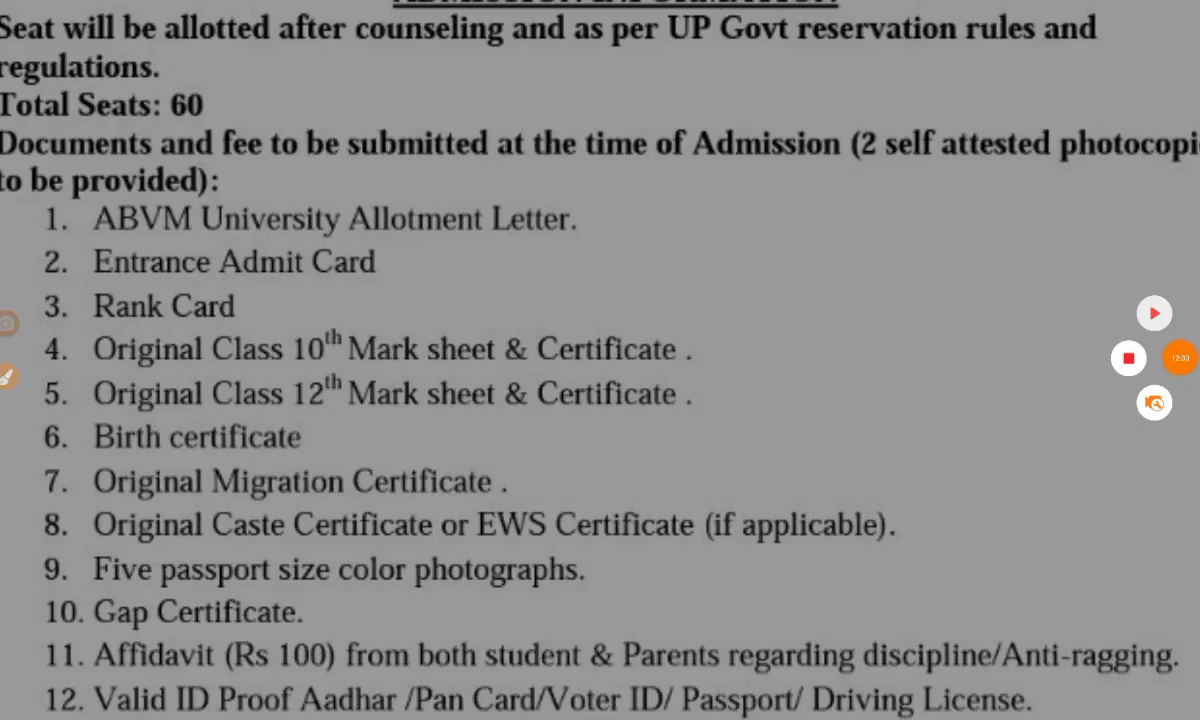 Seat will be allotted after counseling and as per UP Govt reservation rules and
regulations.
Total Seats: 60
Documents and fee to be submitted at the time of Admission (2 self attested
to be provided):
1. ABVM University Allotment Letter.
2. Entrance Admit Card
3. Rank Card
4. Original Class 10th Mark sheet & Certificate .
5. Original Class 12th Mark sheet & Certificate .
6. Birth certificate
7. Original Migration Certificate .
8. Original Caste Certificate or EWS Certificate (if applicable).
9. Five passport size color photographs.
10. Gap Certificate.
11. Affidavit (Rs 100) from both student & Parents regarding discipline/Anti-ragging.
12. Valid ID Proof Aadhar /Pan Card/Voter ID/ Passport/ Driving License.
12:33